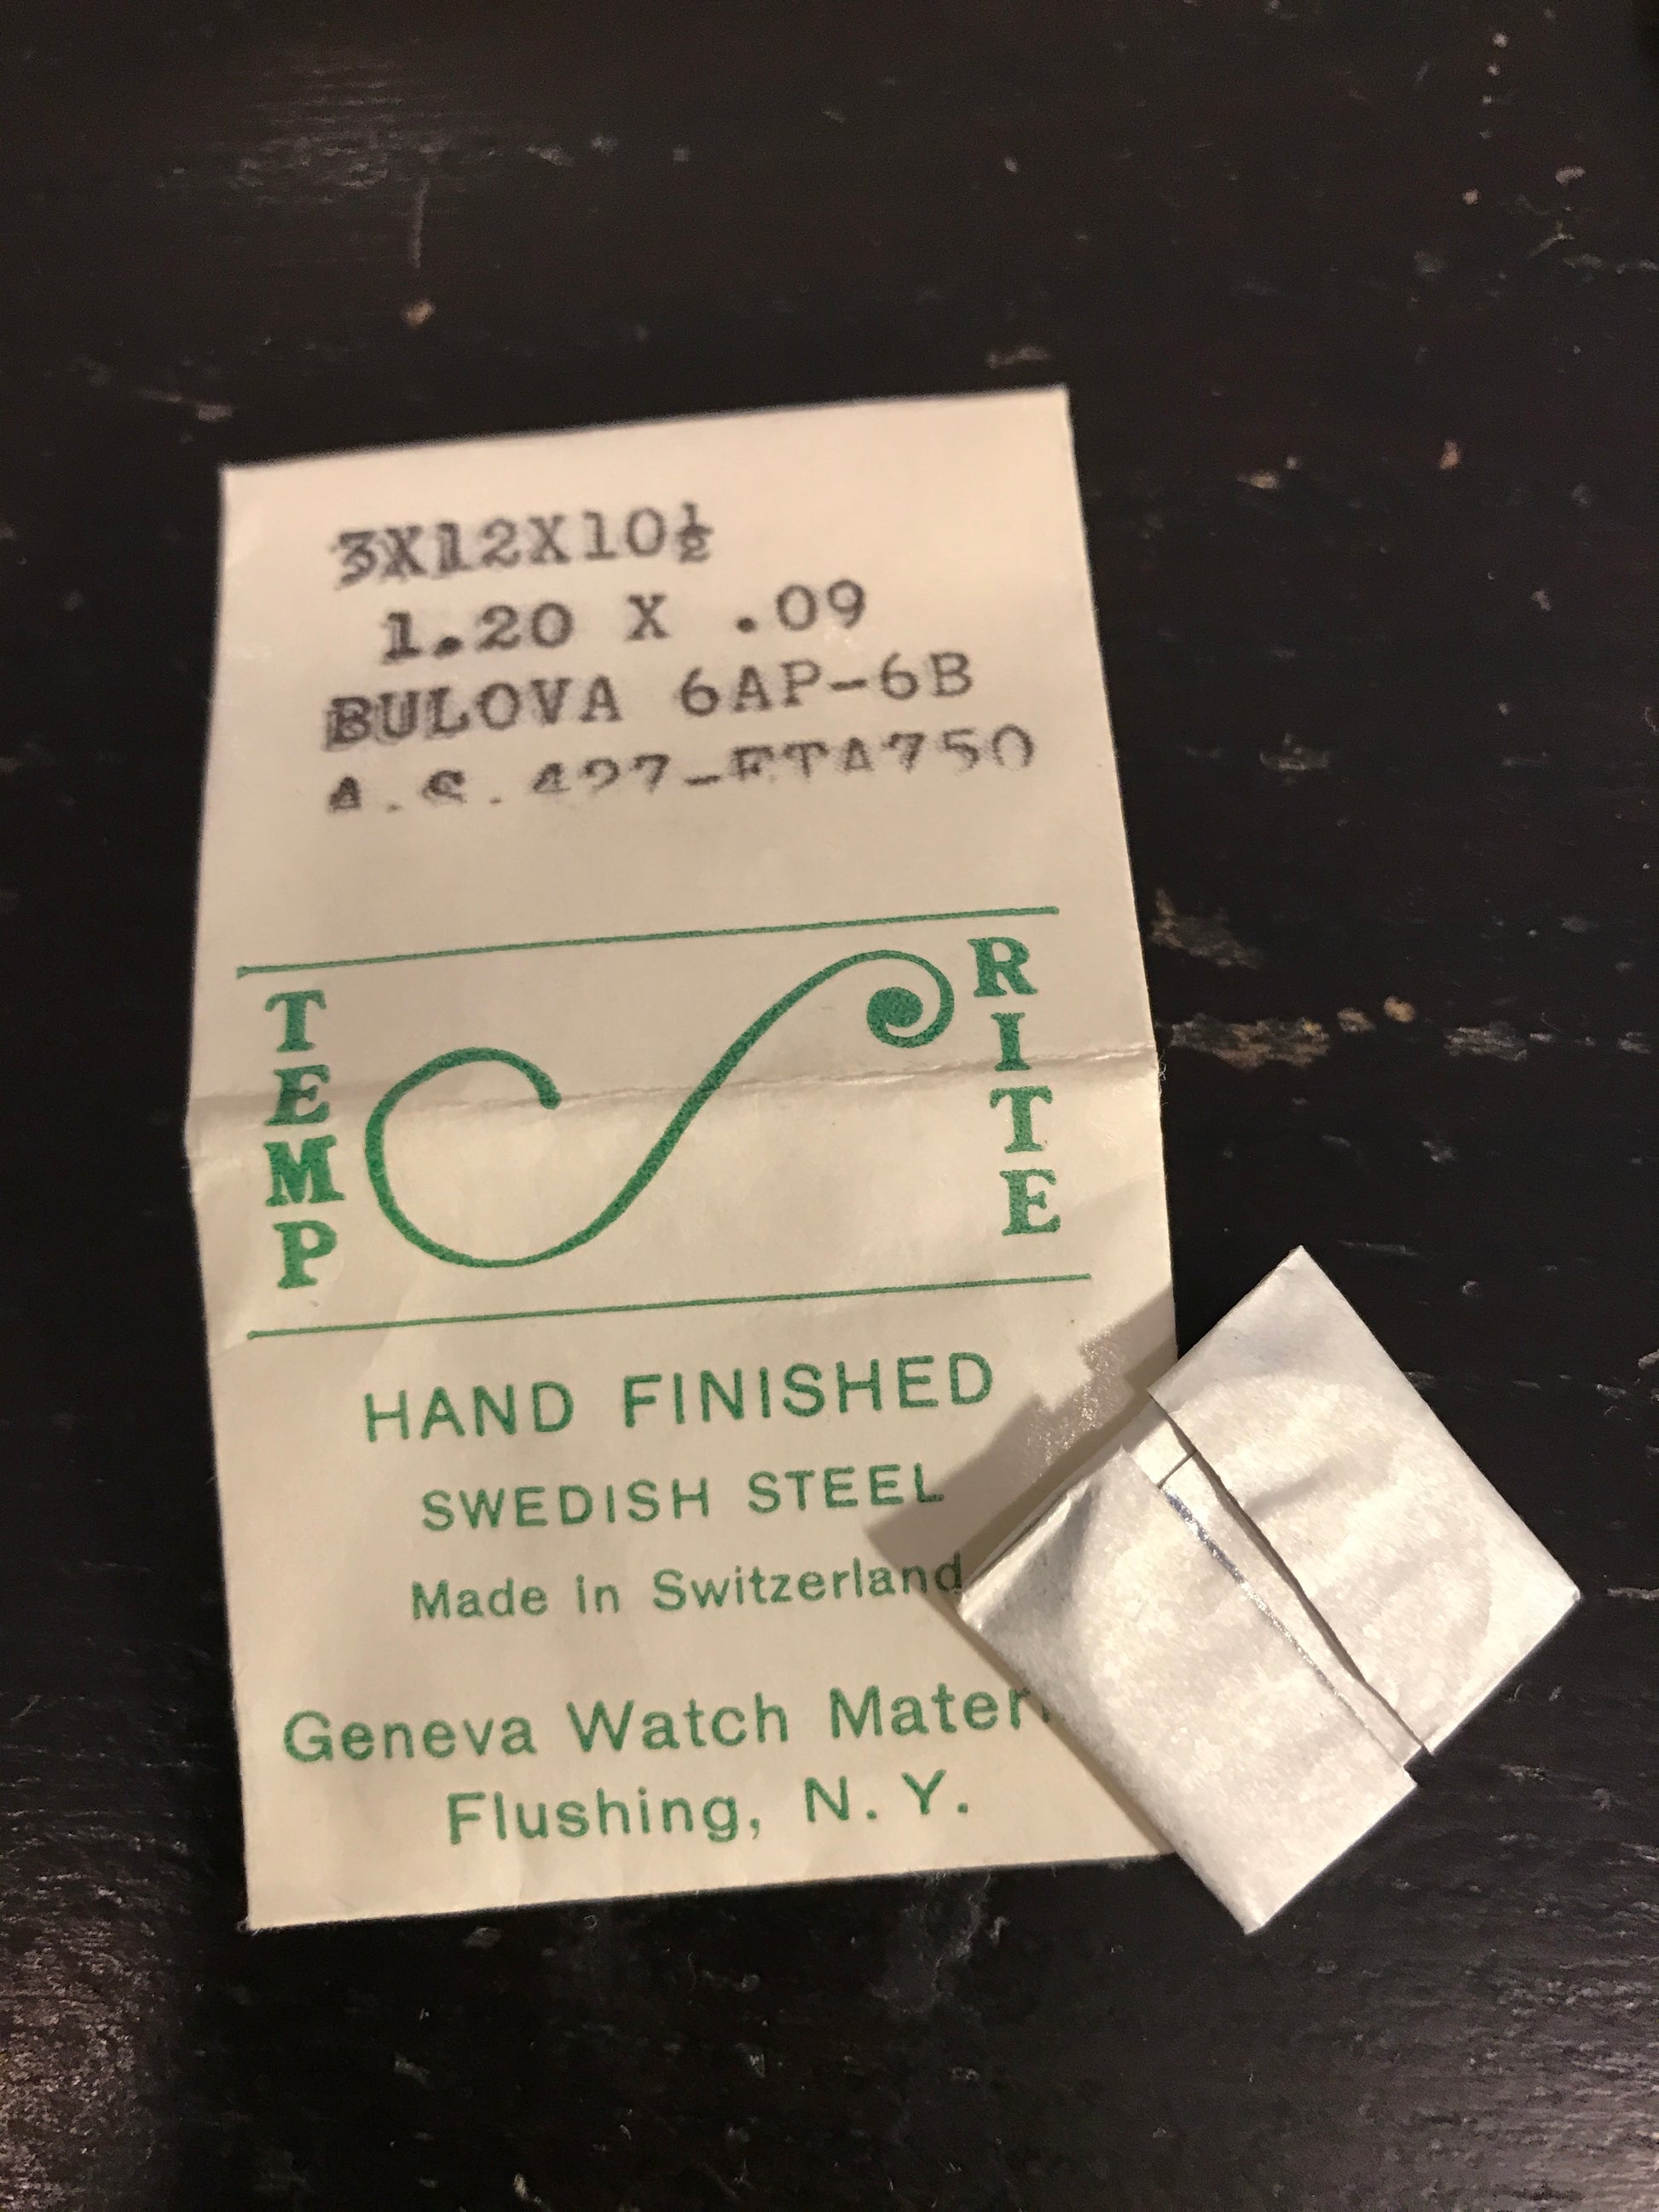 3X12X10½
1.20 X .09
BULOVA 6AP-6B
A.S.427-ETA750
TEMP RITE
HAND FINISHED
SWEDISH STEEL
Made in Switzerland
Geneva Watch Mater
Flushing, N. Y.